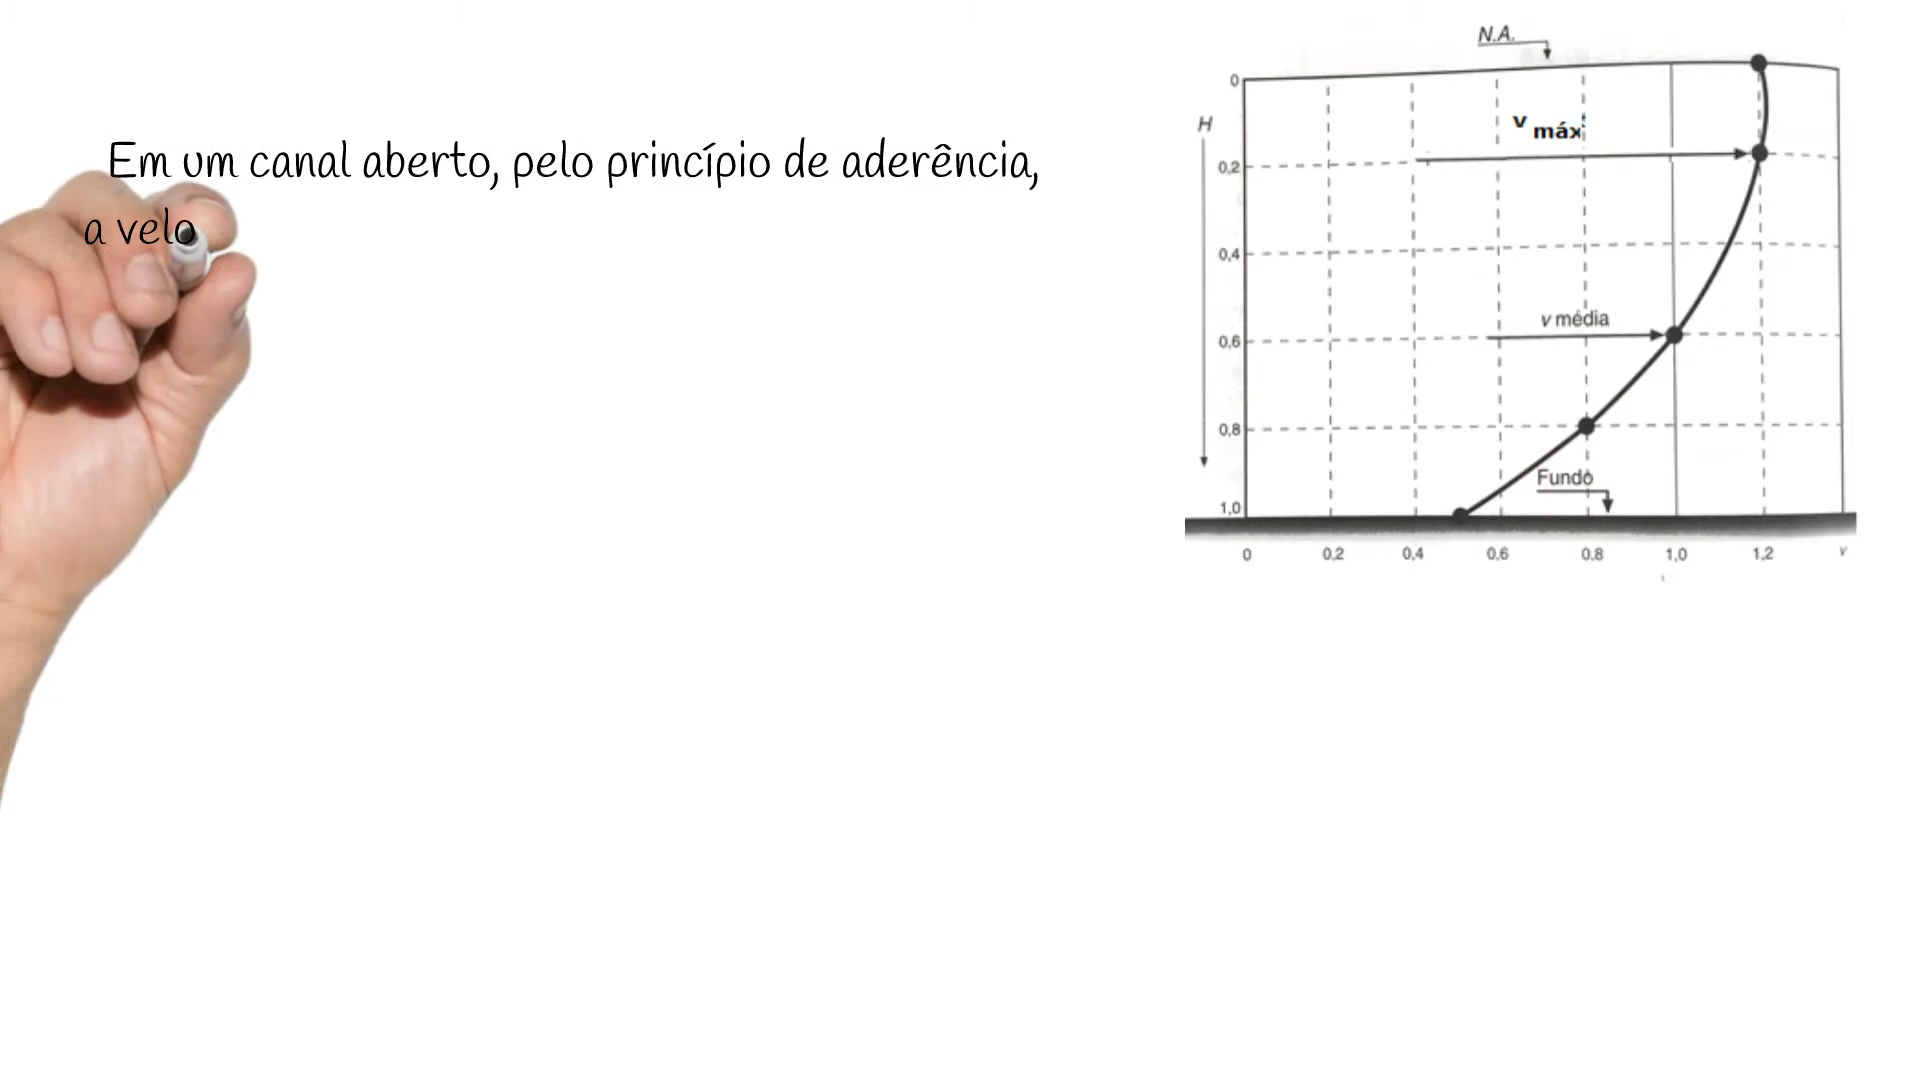 Em um canal aberto, pelo princípio de aderência,
a velo
N.A.
0
H
v máx
0,2
0,4
v média
0,6
0,8
Fundo
1,0
0 0,2 0,4 0,6 0,8 1,0 1,2 v